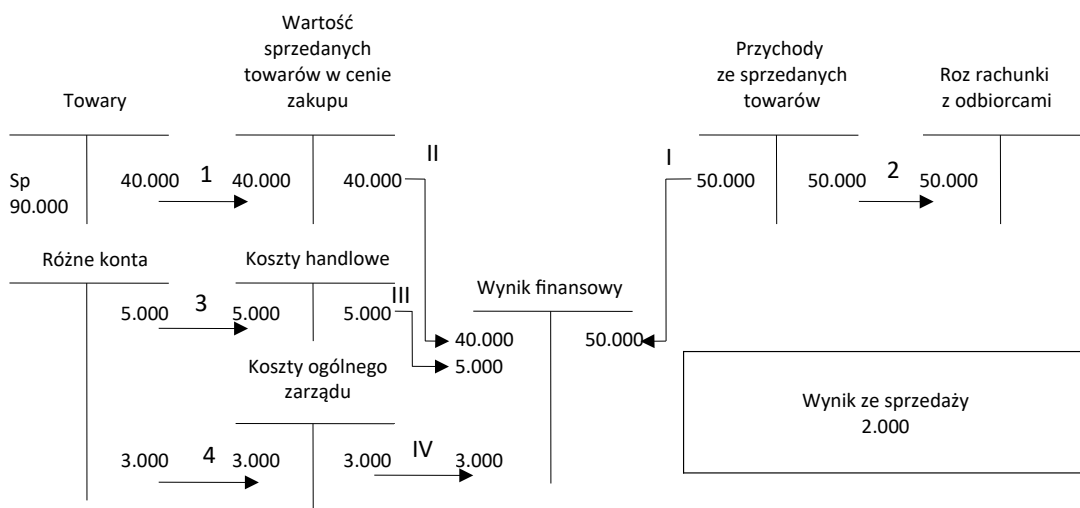 Wartość
sprzedanych
towarów w cenie
zakupu
Przychody
ze sprzedanych
towarów
Roz rachunki
z odbiorcami
Towary
Sp
90.000
40.000
1
40.000
40.000
II
I
50.000
50.000
2
50.000
Różne konta
Koszty handlowe
Wynik finansowy
5.000
3
5.000
5.000
III
40.000
50.000
5.000
Koszty ogólnego
zarządu
Wynik ze sprzedaży
2.000
3.000
4
3.000
3.000
IV
3.000